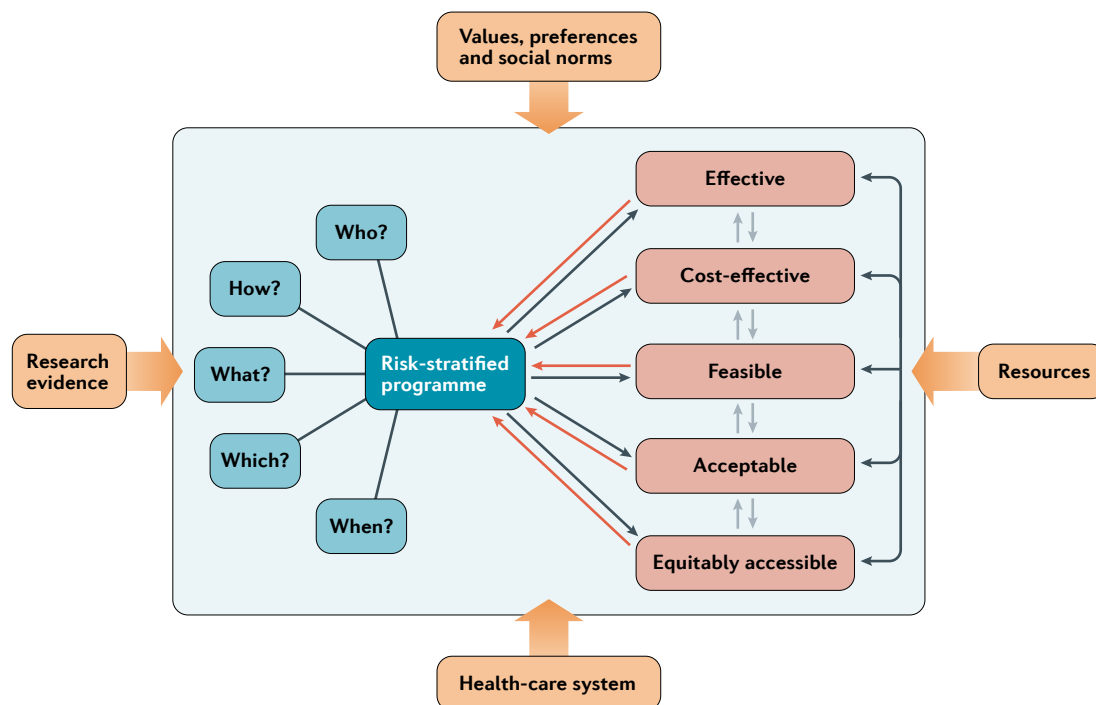 Values, preferences
and social norms
Effective
Who?
Cost-effective
How?
Research
evidence
What?
Risk-stratified
programme
Feasible
Resources
Which?
Acceptable
When?
Equitably accessible
Health-care system